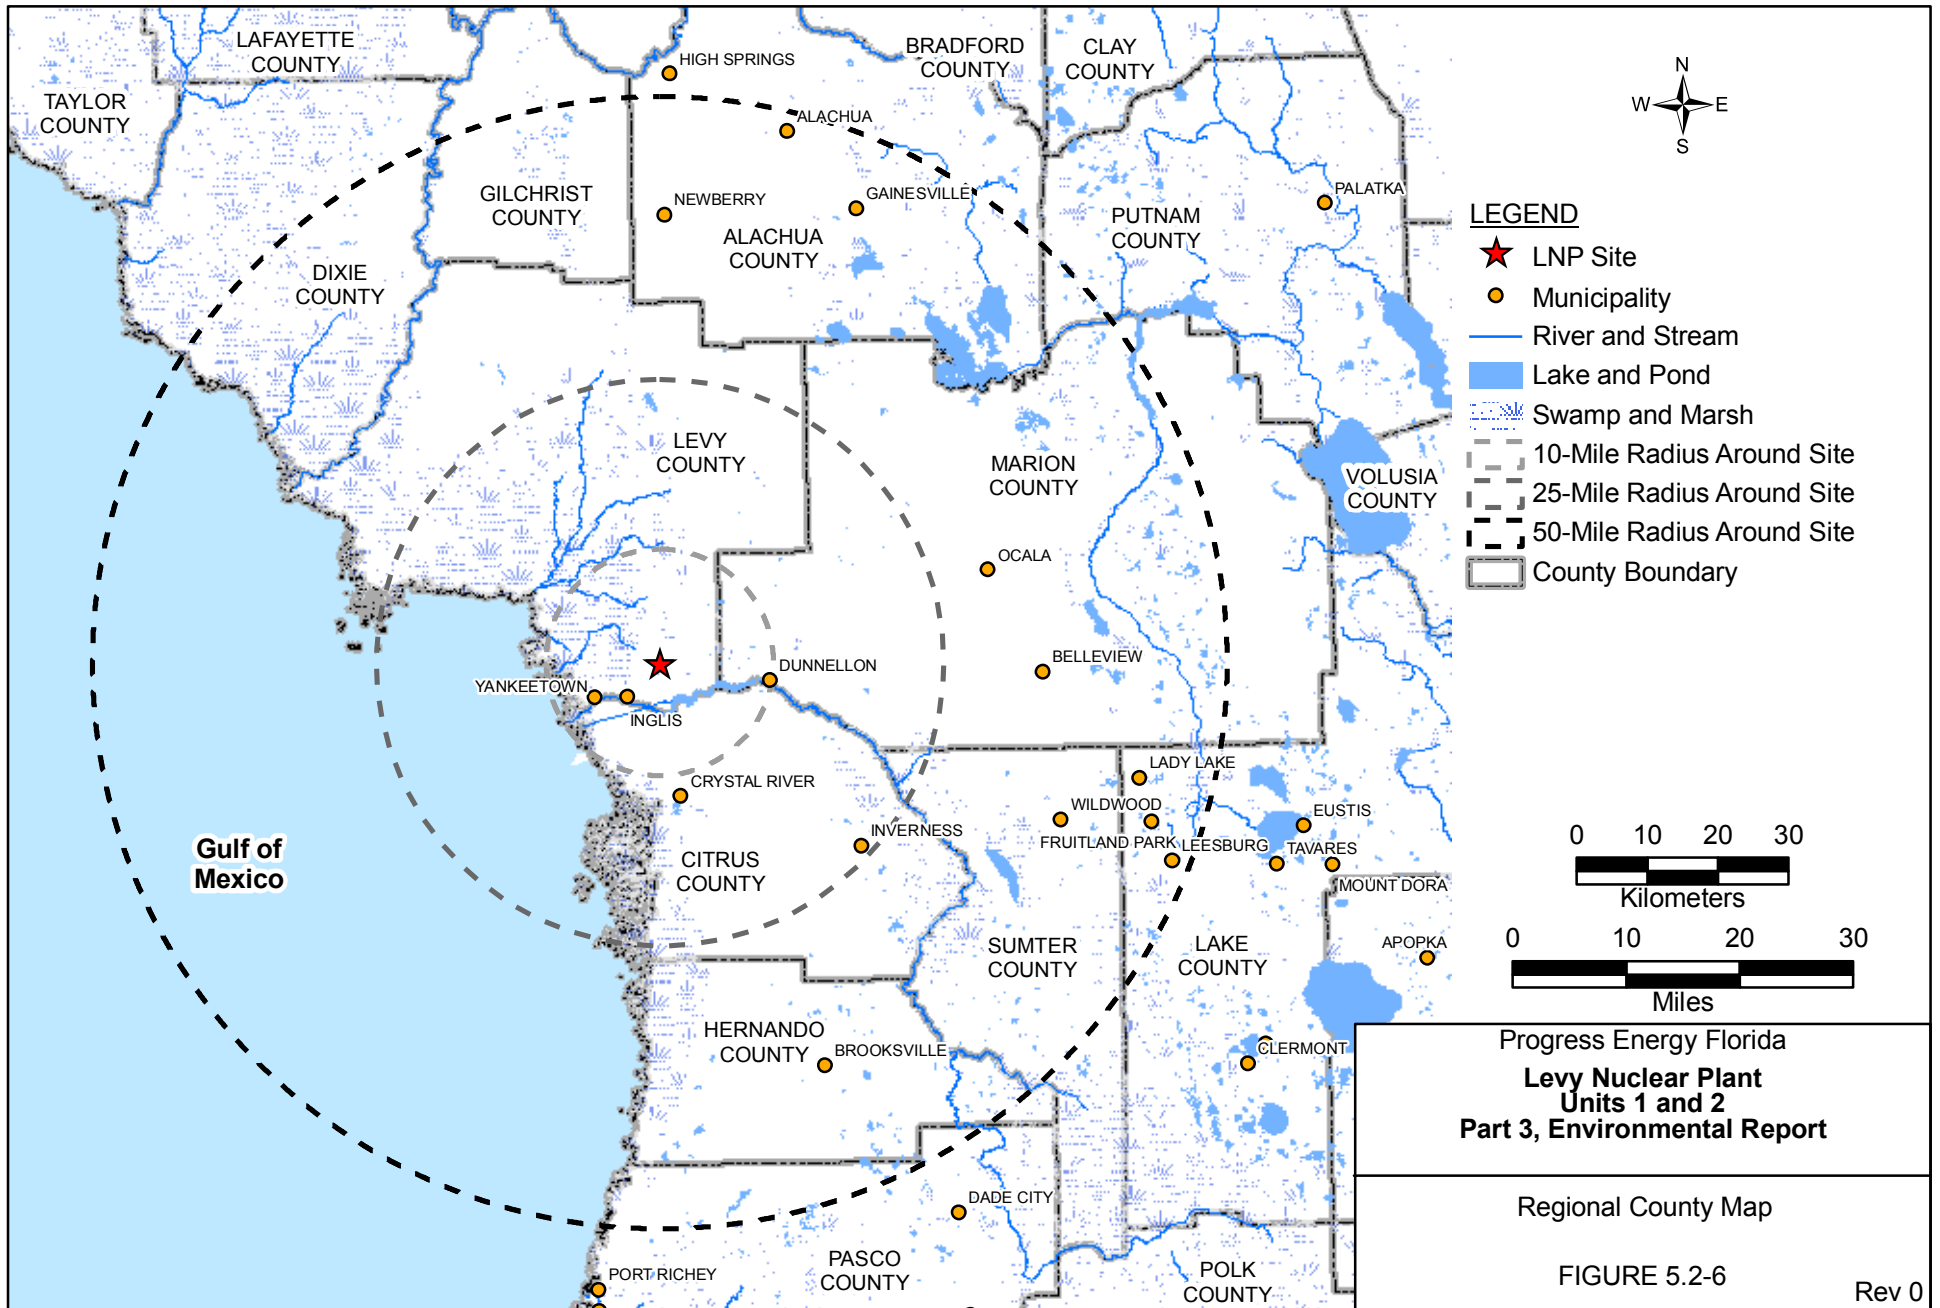 LAFAYETTE
COUNTY
TAYLOR
COUNTY
HIGH SPRINGS
BRADFORD
COUNTY
CLAY
COUNTY
ALACHUA
GILCHRIST
COUNTY
NEWBERRY
GAINESVILLE
ALACHUA
COUNTY
PUTNAM
COUNTY
PALATKA
DIXIE
COUNTY
LEVY
COUNTY
MARION
COUNTY
VOLUSIA
COUNTY
OCALA
BELLEVIEW
DUNNELLON
YANKEETOWN
INGLIS
CRYSTAL RIVER
LADY LAKE
WILDWOOD
EUSTIS
FRUITLAND PARK
LEESBURG
TAVARES
MOUNT DORA
INVERNESS
CITRUS
COUNTY
Gulf of
Mexico
SUMTER
COUNTY
LAKE
COUNTY
APOPKA
HERNANDO
COUNTY
BROOKSVILLE
CLERMONT
DADE CITY
PASCO
COUNTY
PORT RICHEY
POLK
COUNTY
N
W E
S
LEGEND
LNP Site
Municipality
River and Stream
Lake and Pond
Swamp and Marsh
10-Mile Radius Around Site
25-Mile Radius Around Site
50-Mile Radius Around Site
County Boundary
0 10 20 30
Kilometers
0 10 20 30
Miles
Progress Energy Florida
Levy Nuclear Plant
Units 1 and 2
Part 3, Environmental Report
Regional County Map
FIGURE 5.2-6
Rev 0